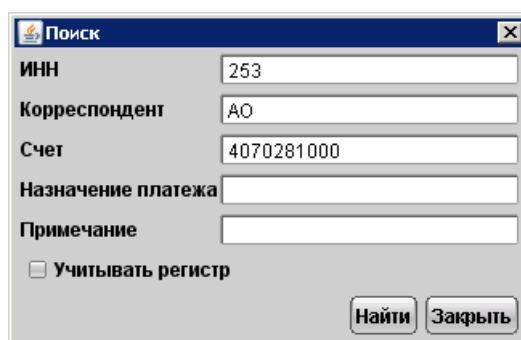 Поиск
ИНН 253
Корреспондент АО
Счет 4070281000
Назначение платежа
Примечание
Учитывать регистр
Найти Закрыть